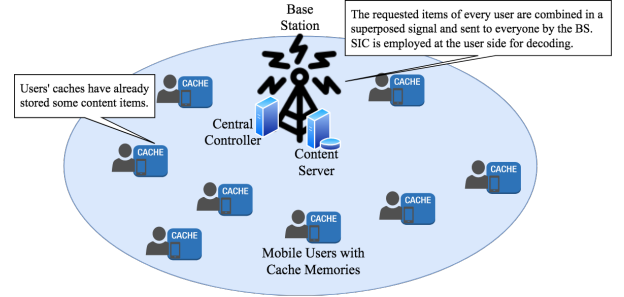 Base
Station
The requested items of every user are combined in a
superposed signal and sent to everyone by the BS.
SIC is employed at the user side for decoding.
Users' caches have already
stored some content items.
CACHE
CACHE
Central
Controller
Content
Server
CACHE
CACHE
CACHE
CACHE
CACHE
CACHE
Mobile Users with
Cache Memories